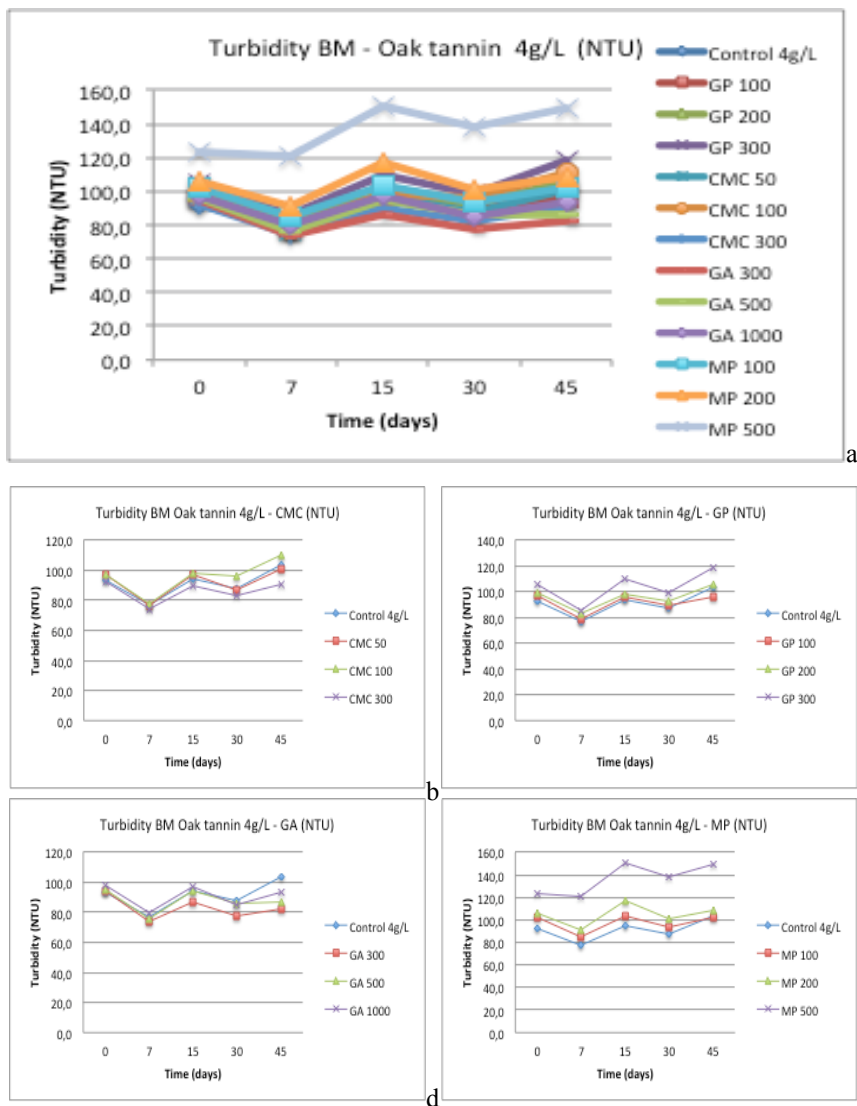 Turbidity BM - Oak tannin 4g/L (NTU)
Turbidity (NTU)
160,0
140,0
120,0
100,0
80,0
60,0
40,0
20,0
0,0
0 7 15 30 45
Time (days)
Control 4g/L
GP 100
GP 200
GP 300
CMC 50
CMC 100
CMC 300
GA 300
GA 500
GA 1000
MP 100
MP 200
MP 500
a
Turbidity BM Oak tannin 4g/L - CMC (NTU)
Turbidity (NTU)
120,0
100,0
80,0
60,0
40,0
20,0
0,0
0 7 15 30 45
Time (days)
Control 4g/L
CMC 50
CMC 100
CMC 300
b
Turbidity BM Oak tannin 4g/L - GP (NTU)
Turbidity (NTU)
140,0
120,0
100,0
80,0
60,0
40,0
20,0
0,0
0 7 15 30 45
Time (days)
Control 4g/L
GP 100
GP 200
GP 300
Turbidity BM Oak tannin 4g/L - GA (NTU)
Turbidity (NTU)
120,0
100,0
80,0
60,0
40,0
20,0
0,0
0 7 15 30 45
Time (days)
Control 4g/L
GA 300
GA 500
GA 1000
d
Turbidity BM Oak tannin 4g/L - MP (NTU)
Turbidity (NTU)
160,0
140,0
120,0
100,0
80,0
60,0
40,0
20,0
0,0
0 7 15 30 45
Time (days)
Control 4g/L
MP 100
MP 200
MP 500